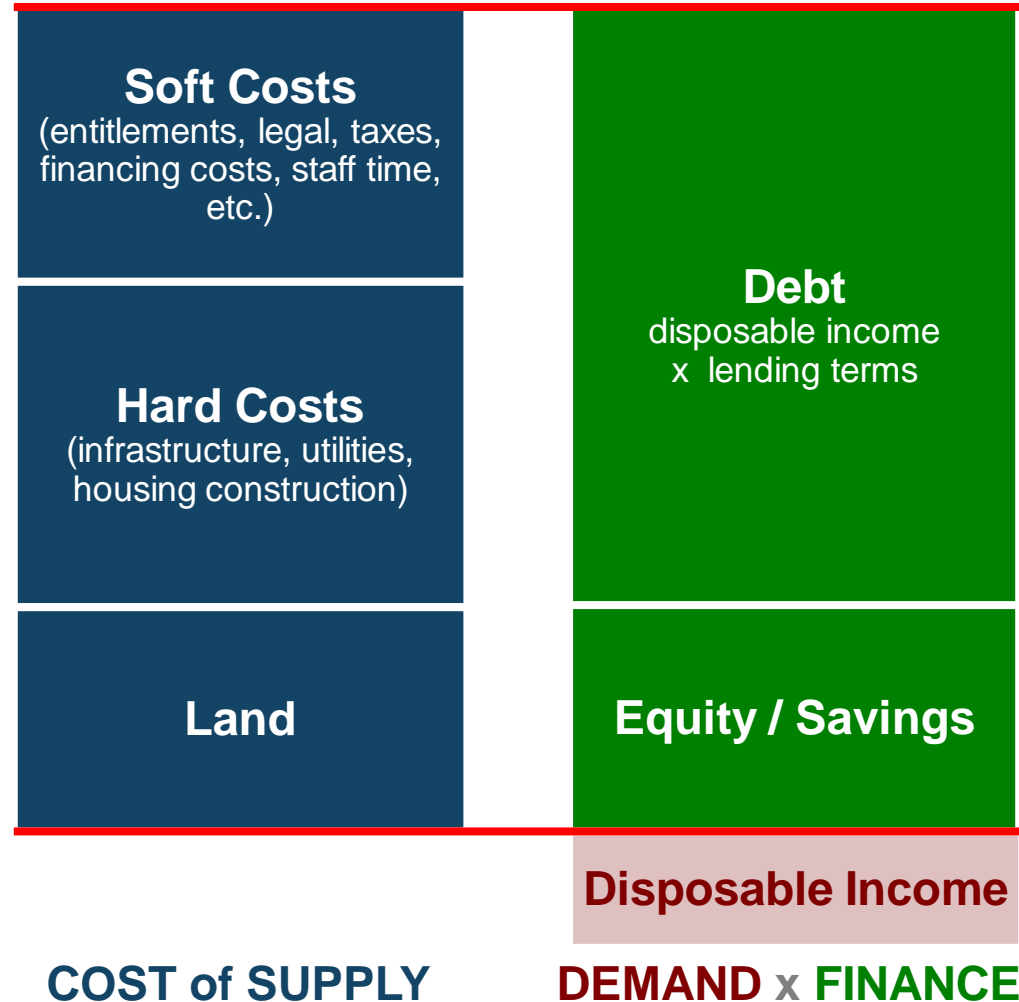 Soft Costs
(entitlements, legal, taxes,
financing costs, staff time,
etc.)
Hard Costs
(infrastructure, utilities,
housing construction)
Land
COST of SUPPLY
Debt
disposable income
x lending terms
Equity / Savings
Disposable Income
DEMAND x FINANCE